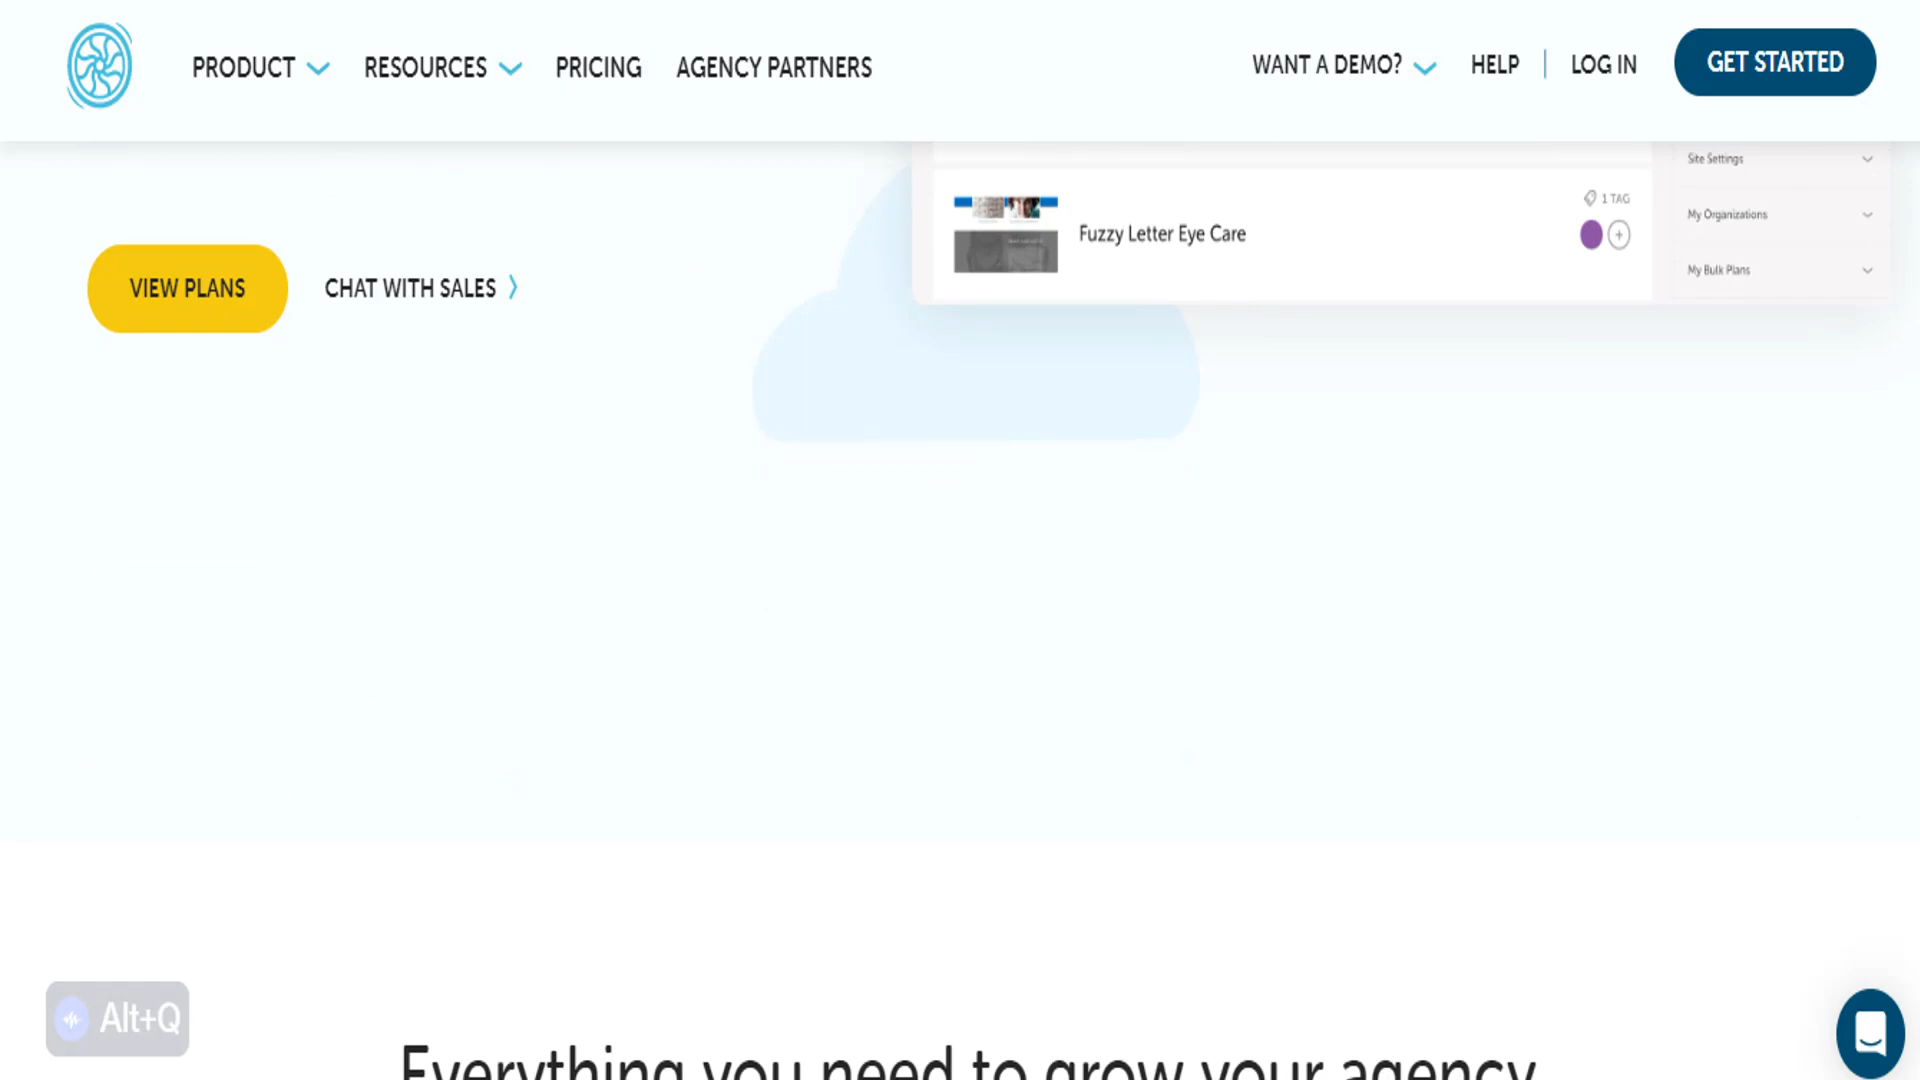 PRODUCT
RESOURCES
PRICING
AGENCY PARTNERS
WANT A DEMO?
HELP
LOG IN
GET STARTED
Site Settings
1 TAG
My Organizations
Fuzzy Letter Eye Care
My Bulk Plans
VIEW PLANS
CHAT WITH SALES
Alt+Q
Everything you need to grow your agency